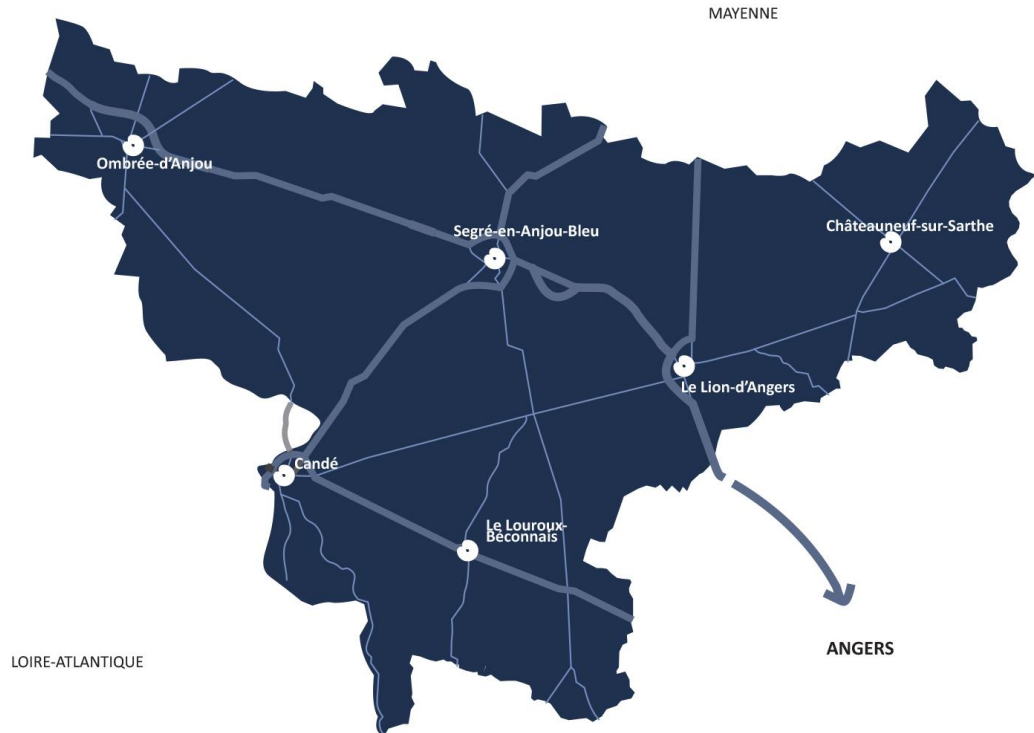 MAYENNE
Ombrée-d'Anjou
Segré-en-Anjou-Bleu
Châteauneuf-sur-Sarthe
Le Lion-d'Angers
Candé
Le Louroux-
Béconnais
ANGERS
LOIRE-ATLANTIQUE